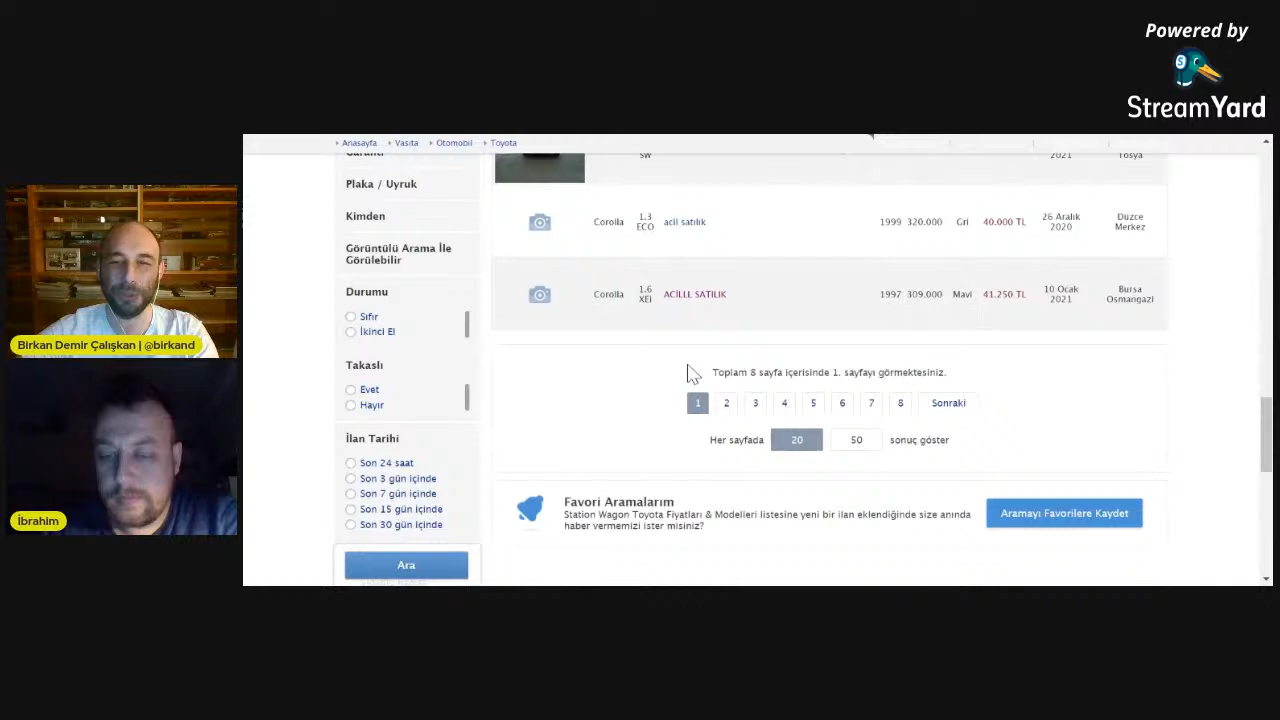 Powered by
StreamYard
Anasayfa Vasıta Otomobil Toyota
Garanti
Plaka / Uyruk
Kimden
Görüntülü Arama İle
Görülebilir
Durumu
Sıfır
İkinci El
Takaslı
Evet
Hayır
İlan Tarihi
Son 24 saat
Son 3 gün içinde
Son 7 gün içinde
Son 15 gün içinde
Son 30 gün içinde
Ara
SW 2021 Tosya
Corolla 1.3 ECO acil satılık 1999 320.000 Gri 40.000 TL 26 Aralık 2020 Düzce Merkez
Corolla 1.6 XEi ACİLLL SATILIK 1997 309.000 Mavi 41.250 TL 10 Ocak 2021 Bursa Osmangazi
Toplam 8 sayfa içerisinde 1. sayfayı görmektesiniz.
1 2 3 4 5 6 7 8 Sonraki
Her sayfada 20 50 sonuç göster
Favori Aramalarım
Station Wagon Toyota Fiyatları & Modelleri listesine yeni bir ilan eklendiğinde size anında
haber vermemizi ister misiniz?
Aramayı Favorilere Kaydet
Birkan Demir Çalışkan | @birkand
İbrahim